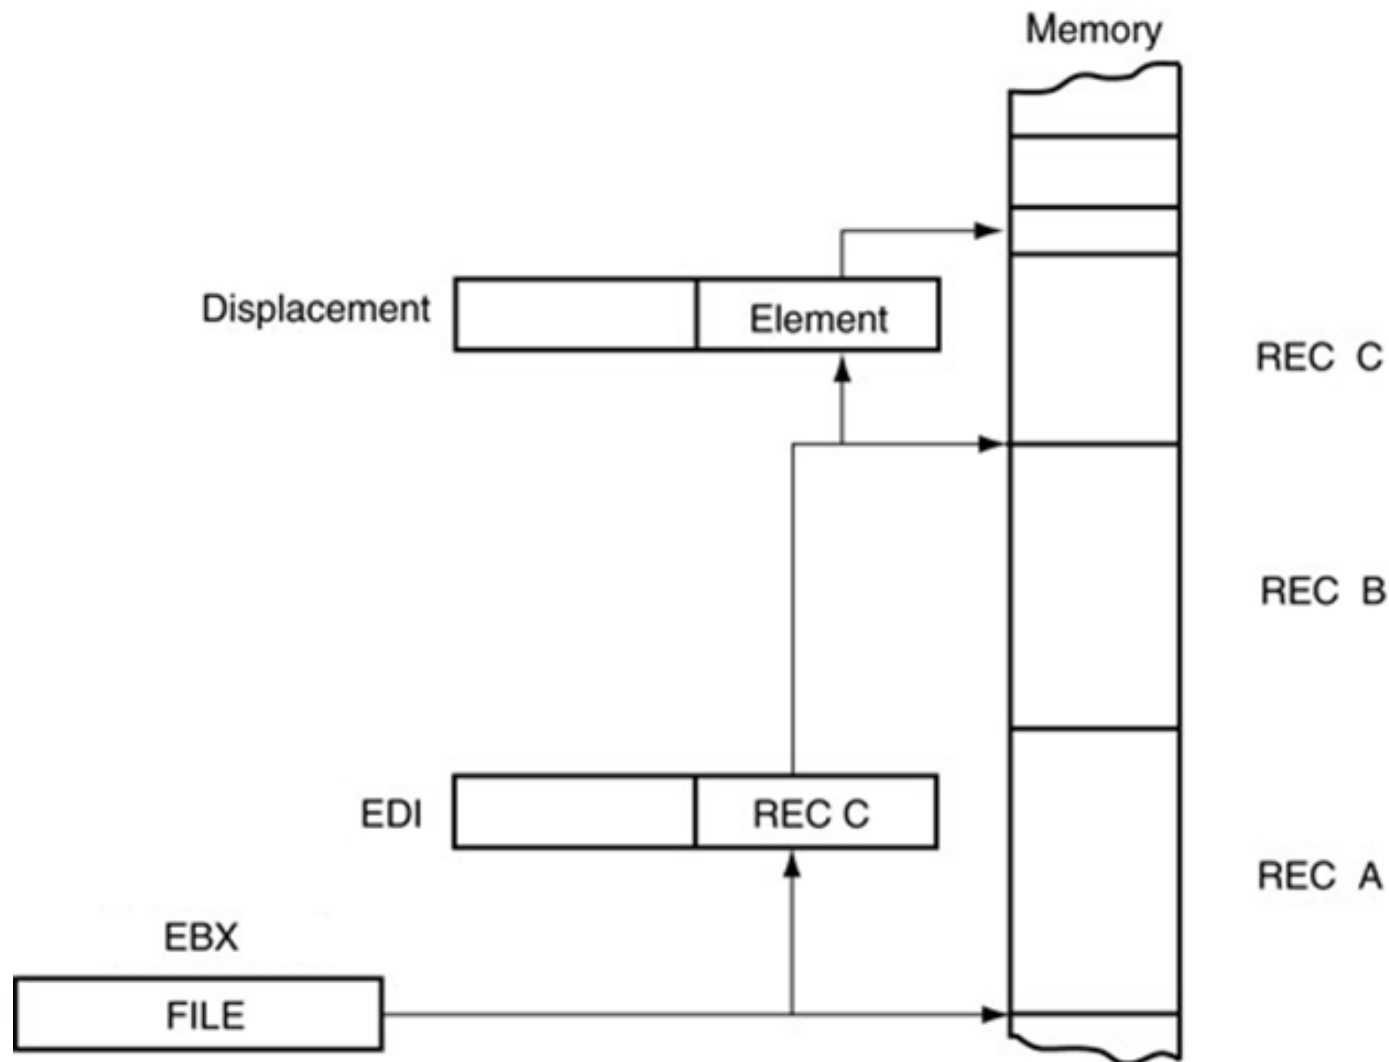 Memory
Displacement
Element
REC C
REC B
EDI
REC C
REC A
EBX
FILE